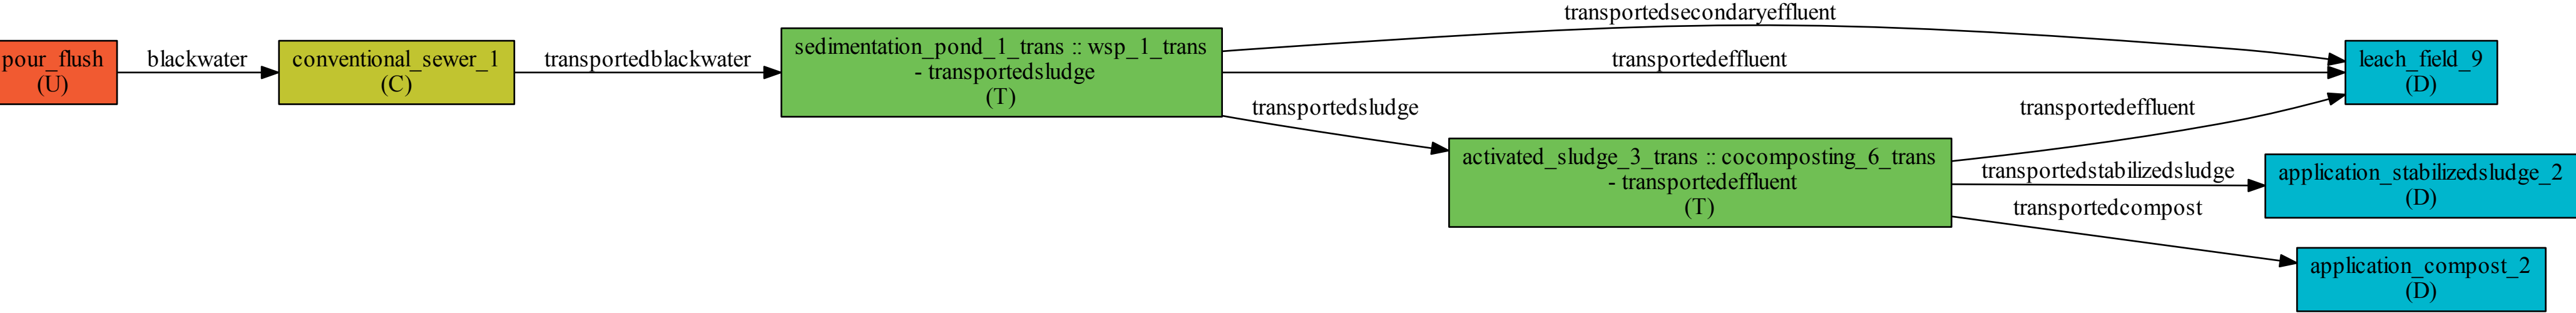 pour_flush
(U)
blackwater
conventional_sewer_1
(C)
transportedblackwater
sedimentation_pond_1_trans :: wsp_1_trans
- transportedsludge
(T)
transportedsecondaryeffluent
transportedeffluent
transportedsludge
activated_sludge_3_trans :: cocomposting_6_trans
- transportedeffluent
(T)
transportedeffluent
transportedstabilizedsludge
transportedcompost
leach_field_9
(D)
application_stabilizedsludge_2
(D)
application_compost_2
(D)